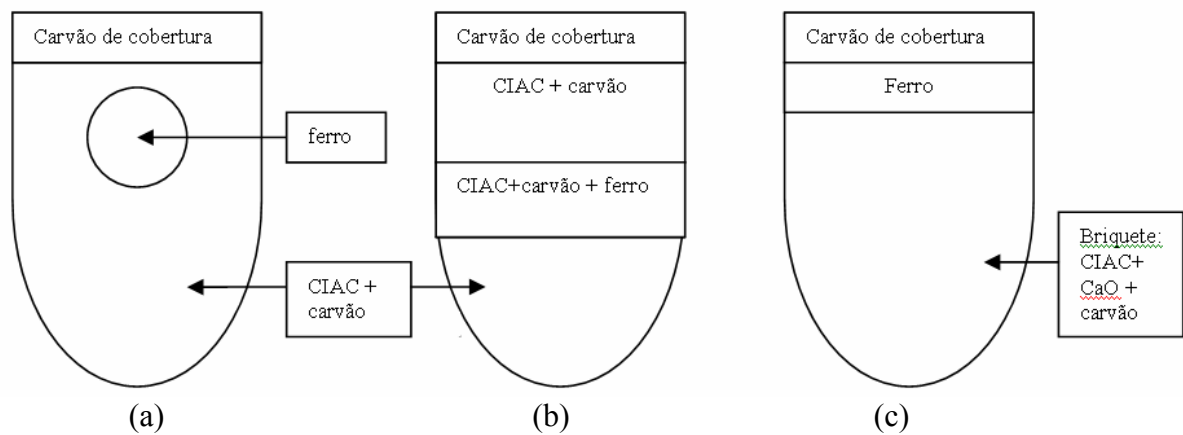 Carvão de cobertura
ferro
CIAC +
carvão
(a)
Carvão de cobertura
CIAC + carvão
CIAC+carvão + ferro
(b)
Carvão de cobertura
Ferro
Briquete:
CIAC+
CaO +
carvão
(c)